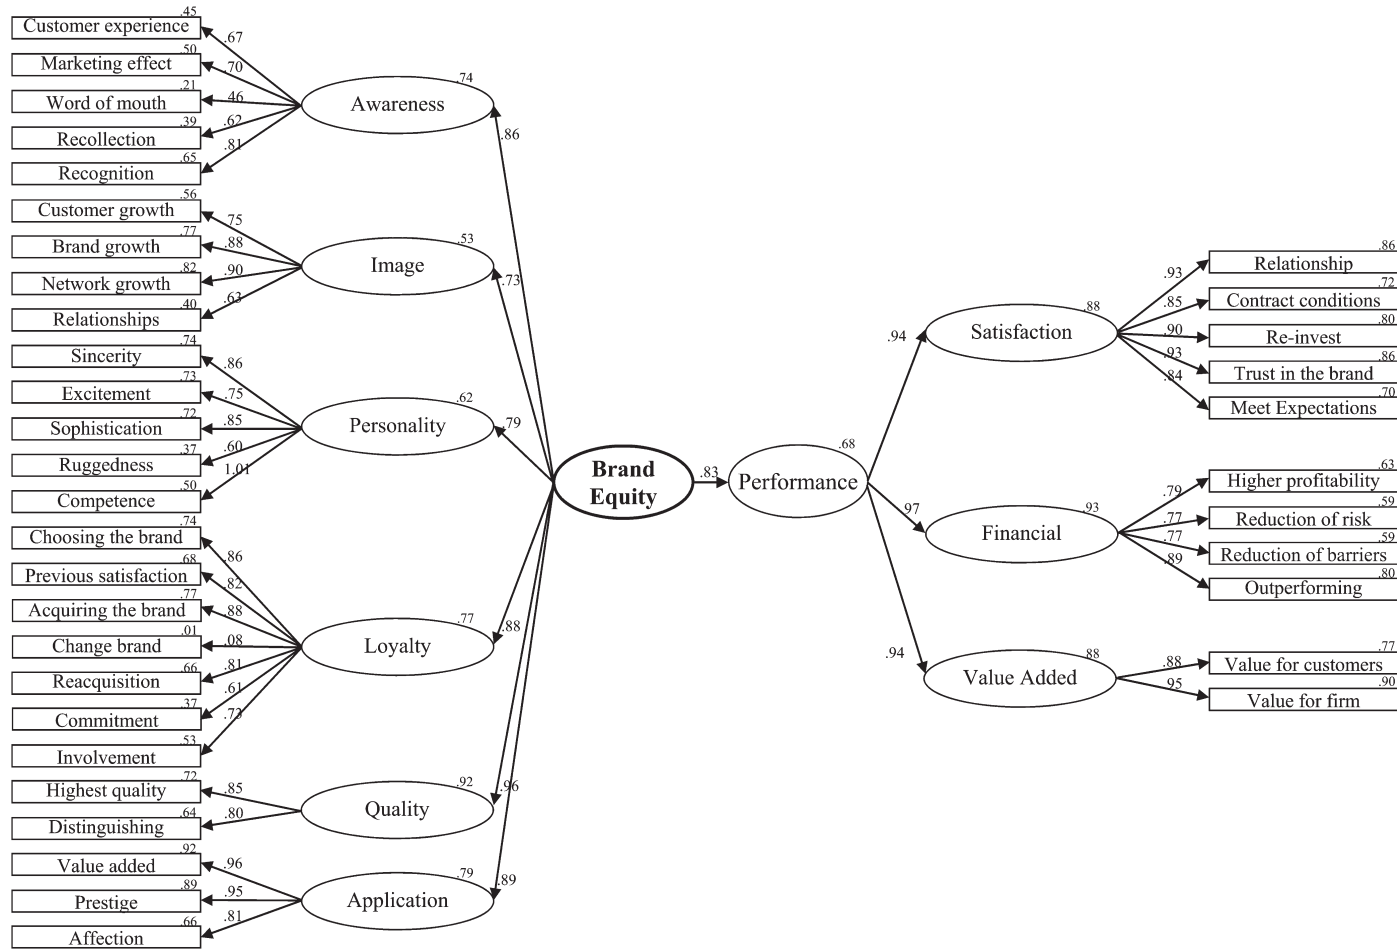 .45
Customer experience
.67
.50
Marketing effect
.70
.21
Word of mouth
.46
.39
Recollection
.62
.65
Recognition
.81
.74
Awareness
.86
.56
Customer growth
.75
.77
Brand growth
.88
.82
Network growth
.90
.40
Relationships
.63
.53
Image
.73
.74
Sincerity
.86
.73
Excitement
.75
.72
Sophistication
.85
.37
Ruggedness
.60
.50
Competence
1.01
.62
Personality
.79
.74
Choosing the brand
.86
.68
Previous satisfaction
.82
.77
Acquiring the brand
.88
.01
Change brand
.08
.66
Reacquisition
.81
.37
Commitment
.61
.53
Involvement
.73
.77
Loyalty
.88
.72
Highest quality
.85
.64
Distinguishing
.80
.92
Quality
.96
.92
Value added
.96
.89
Prestige
.95
.66
Affection
.81
.79
Application
.89
Brand
Equity
.83
.68
Performance
.94
.88
Satisfaction
.93
.86
Relationship
.85
.72
Contract conditions
.90
.80
Re-invest
.93
.86
Trust in the brand
.84
.70
Meet Expectations
.97
.93
Financial
.79
.63
Higher profitability
.77
.59
Reduction of risk
.77
.59
Reduction of barriers
.89
.80
Outperforming
.94
.88
Value Added
.88
.77
Value for customers
.95
.90
Value for firm